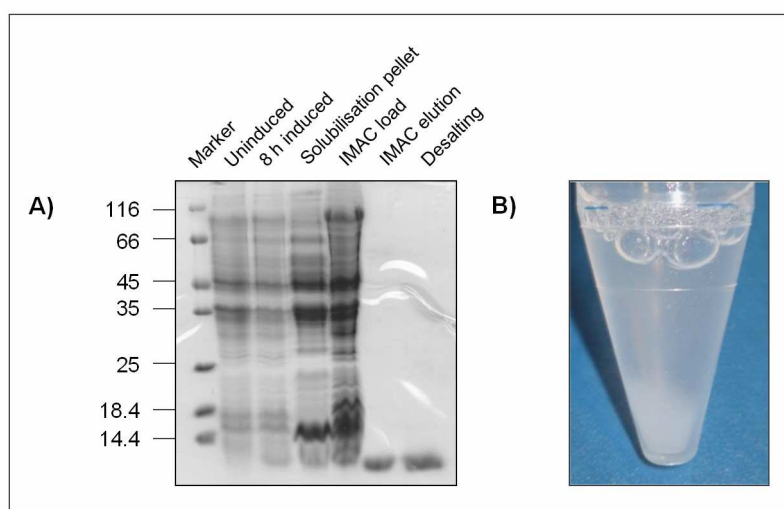 Marker
Uninduced
8 h induced
Solubilisation pellet
IMAC load
IMAC elution
Desalting
A)
116
66
45
35
25
18.4
14.4
B)